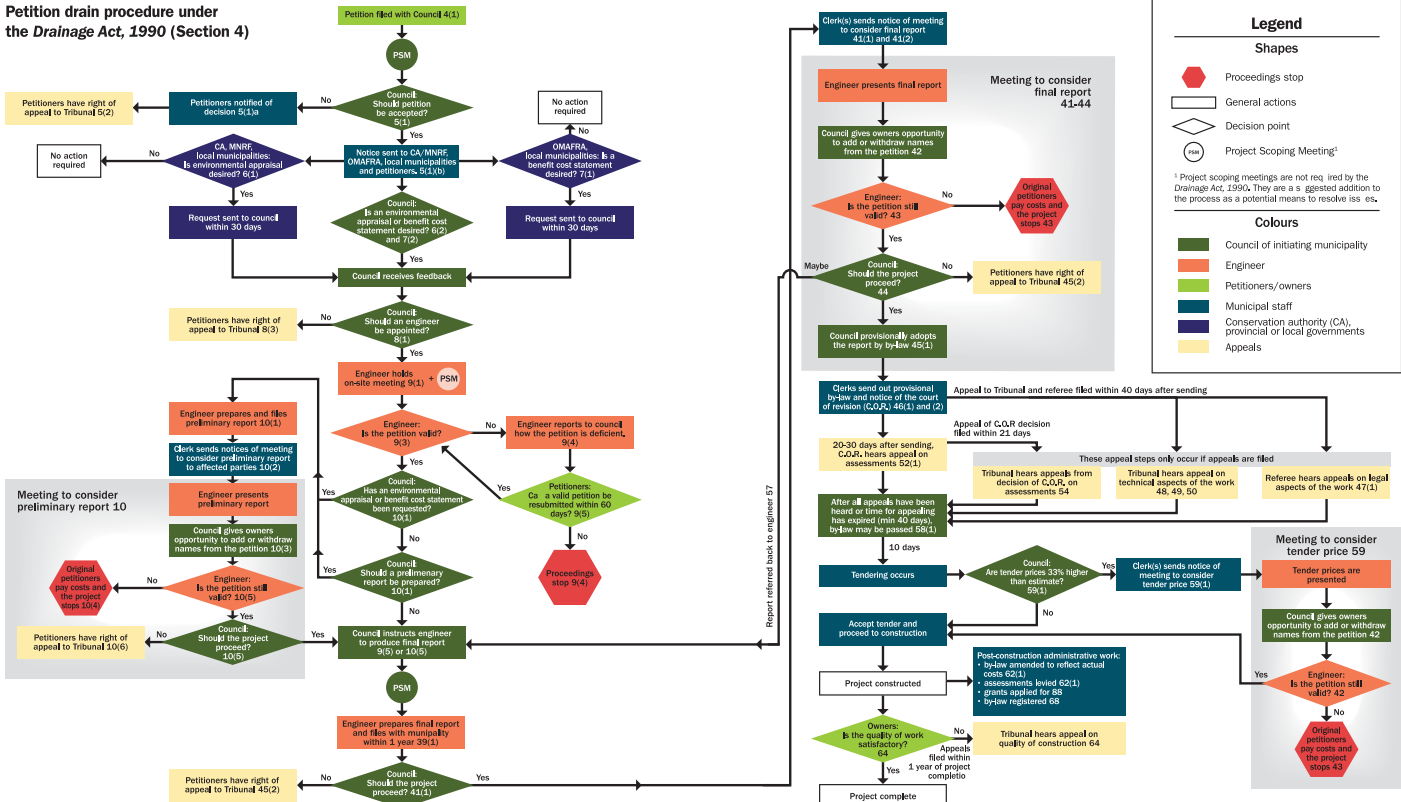 Petition drain procedure under
the Drainage Act, 1990 (Section 4)
Petition filed with Council 4(1)
PSM
Council:
Should petition
be accepted?
5(1)
No
Petitioners notified of
decision 5(1)a
Petitioners have right of
appeal to Tribunal 5(2)
Yes
Notice sent to CA/MNRF,
OMAFRA, local municipalities
and petitioners. 5(1)(b)
CA, MNRF,
local municipalities:
Is environmental appraisal
desired? 6(1)
No
No action
required
Yes
Request sent to council
within 30 days
OMAFRA,
local municipalities: Is a
benefit cost statement
desired? 7(1)
No
No action
required
Yes
Request sent to council
within 30 days
Council:
Is an environmental
appraisal or benefit cost
statement desired? 6(2)
and 7(2)
Council receives feedback
Council:
Should an engineer
be appointed?
8(1)
No
Petitioners have right of
appeal to Tribunal 8(3)
Yes
Engineer holds
on-site meeting 9(1)
+ PSM
Engineer:
Is the petition valid?
9(3)
No
Engineer reports to council
how the petition is deficient.
9(4)
Petitioners:
Ca a valid petition be
resubmitted within 60
days? 9(5)
Yes
No
Proceedings
stop 9(4)
Yes
Council:
Has an environmental
appraisal or benefit cost statement
been requested?
10(1)
Yes
No
Council:
Should a prelimenary
report be prepared?
10(1)
No
Engineer prepares and files
preliminary report
10(1)
Clerk sends notices of meeting
to consider preliminary report
to affected parties 10(2)
Meeting to consider
preliminary report 10
Engineer presents
preliminary report
Council gives owners
opportunity to add or withdraw
names from the petition 10(3)
Engineer:
Is the petition still
valid? 10(5)
No
Original
petitioners
pay costs and
the project
stops 10(4)
Yes
Council:
Should the project
proceed?
10(5)
No
Petitioners have right of
appeal to Tribunal 10(6)
Yes
Council instructs engineer
to produce final report
9(5) or 10(5)
PSM
Engineer prepares final report
and files with munipality
within 1 year 39(1)
Council:
Should the project
proceed? 41(1)
No
Petitioners have right of
appeal to Tribunal 45(2)
Yes
Report referred back to engineer 57
Clerk(s) sends notice of meeting
to consider final report
41(1) and 41(2)
Meeting to consider
final report
41-44
Engineer presents final report
Council gives owners opportunity
to add or withdraw names
from the petition 42
Engineer:
Is the petition still
valid? 43
No
Original
petitioners
pay costs and
the project
stops 43
Yes
Council:
Should the project
proceed?
44
Maybe
No
Petitioners have right of
appeal to Tribunal 45(2)
Yes
Council provisionally adopts
the report by by-law 45(1)
Clerks send out provisional
by-law and notice of the court
of revision (C.O.R.) 46(1) and (2)
Appeal to Tribunal and referee filed within 40 days after sending
Appeal of C.O.R decision
filed within 21 days
20-30 days after sending,
C.O.R. hears appeal on
assessments 52(1)
These appeal steps only occur if appeals are filed
Tribunal hears appeals from
decision of C.O.R. on
assessments 54
Tribunal hears appeal on
technical aspects of the work
48, 49, 50
Referee hears appeals on legal
aspects of the work 47(1)
After all appeals have been
heard or time for appealing
has expired (min 40 days),
by-law may be passed 58(1)
10 days
Tendering occurs
Council:
Are tender prices 33% higher
than estimate?
59(1)
Yes
Clerk(s) sends notice of
meeting to consider
tender price 59(1)
No
Meeting to consider
tender price 59
Tender prices are
presented
Council gives owners
opportunity to add or withdraw
names from the petition 42
Engineer:
Is the petition still
valid? 42
Yes
No
Original
petitioners
pay costs and
the project
stops 43
Accept tender and
proceed to construction
Project constructed
Post-construction administrative work:
• by-law amended to reflect actual
costs 62(1)
• assessments levied 62(1)
• grants applied for 88
• by-law registered 68
Owners:
Is the quality of work
satisfactory?
64
No
Appeals
filed within
1 year of project
completio
Tribunal hears appeal on
quality of construction 64
Yes
Project complete
Legend
Shapes
Proceedings stop
General actions
Decision point
PSM
Project Scoping Meeting¹
¹ Project scoping meetings are not req ired by the
Drainage Act, 1990. They are a s ggested addition to
the process as a potential means to resolve iss es.
Colours
Council of initiating municipality
Engineer
Petitioners/owners
Municipal staff
Conservation authority (CA),
provincial or local governments
Appeals